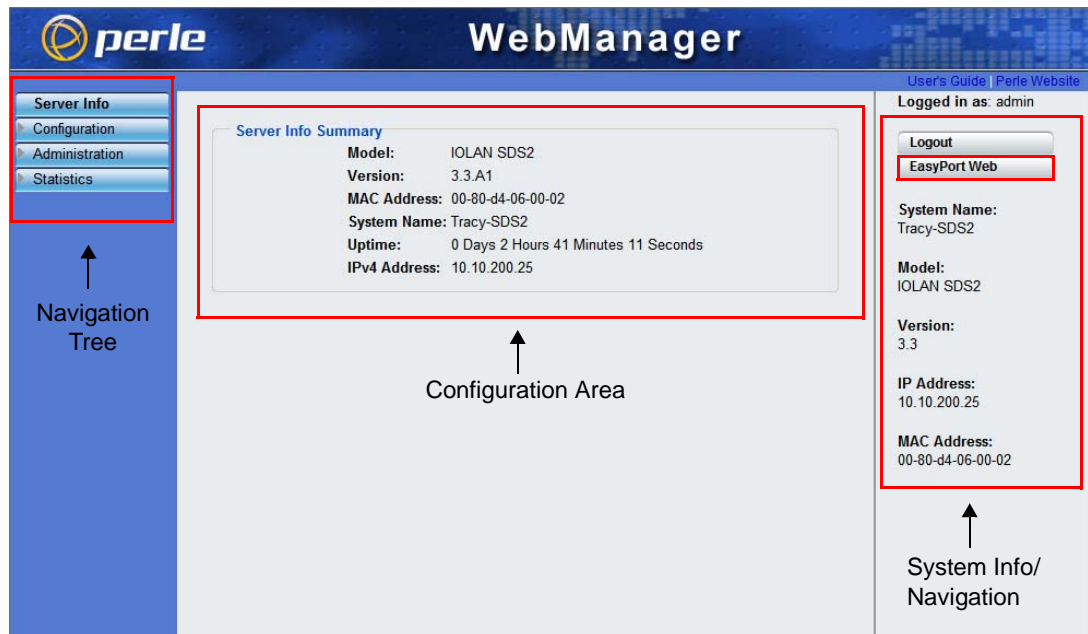 perle
WebManager
User's Guide | Perle Website
Server Info
Configuration
Administration
Statistics
Navigation
Tree
Server Info Summary
Model: IOLAN SDS2
Version: 3.3.A1
MAC Address: 00-80-d4-06-00-02
System Name: Tracy-SDS2
Uptime: 0 Days 2 Hours 41 Minutes 11 Seconds
IPv4 Address: 10.10.200.25
Configuration Area
Logged in as: admin
Logout
EasyPort Web
System Name:
Tracy-SDS2
Model:
IOLAN SDS2
Version:
3.3
IP Address:
10.10.200.25
MAC Address:
00-80-d4-06-00-02
System Info/
Navigation